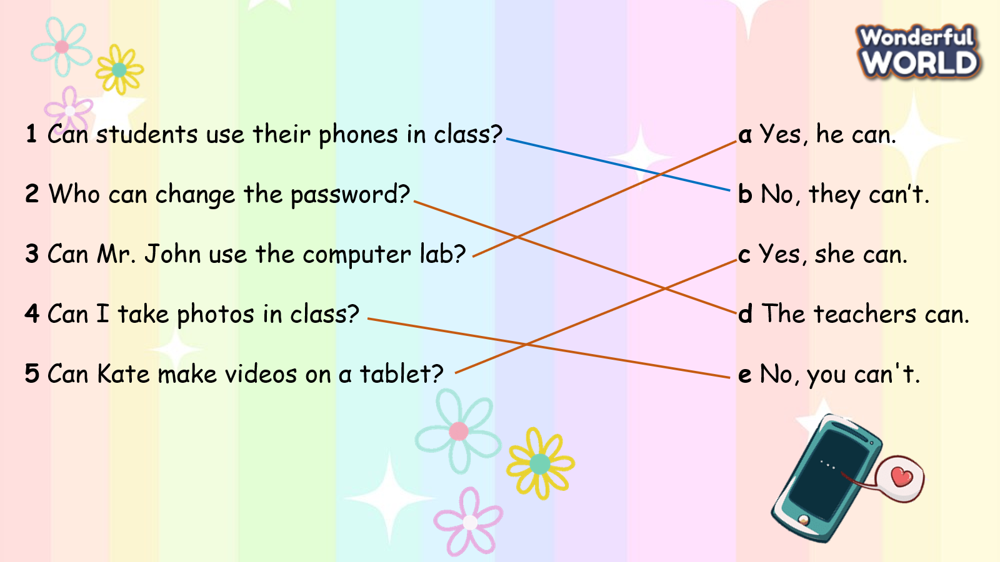 Wonderful
WORLD
1 Can students use their phones in class?
a Yes, he can.
2 Who can change the password?
b No, they can’t.
3 Can Mr. John use the computer lab?
c Yes, she can.
4 Can I take photos in class?
d The teachers can.
5 Can Kate make videos on a tablet?
e No, you can't.